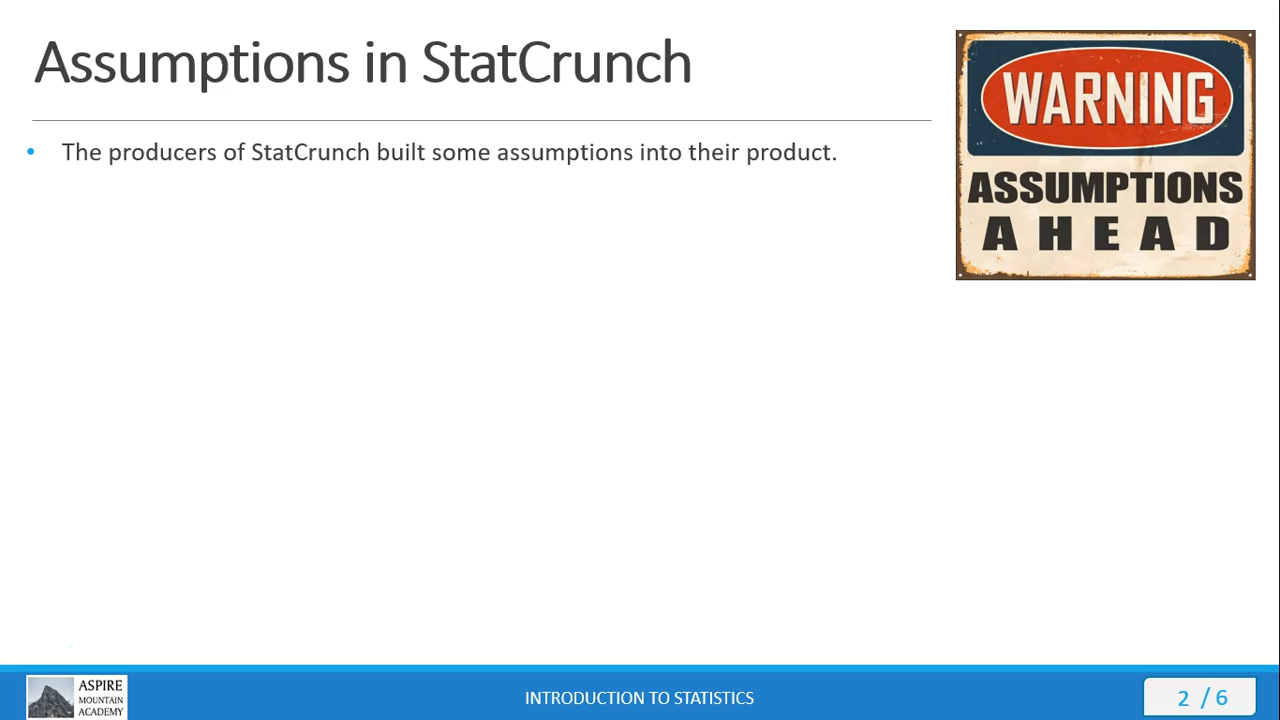 Assumptions in StatCrunch
WARNING
ASSUMPTIONS
AHEAD
• The producers of StatCrunch built some assumptions into their product.
ASPIRE
MOUNTAIN
ACADEMY
INTRODUCTION TO STATISTICS
2 / 6